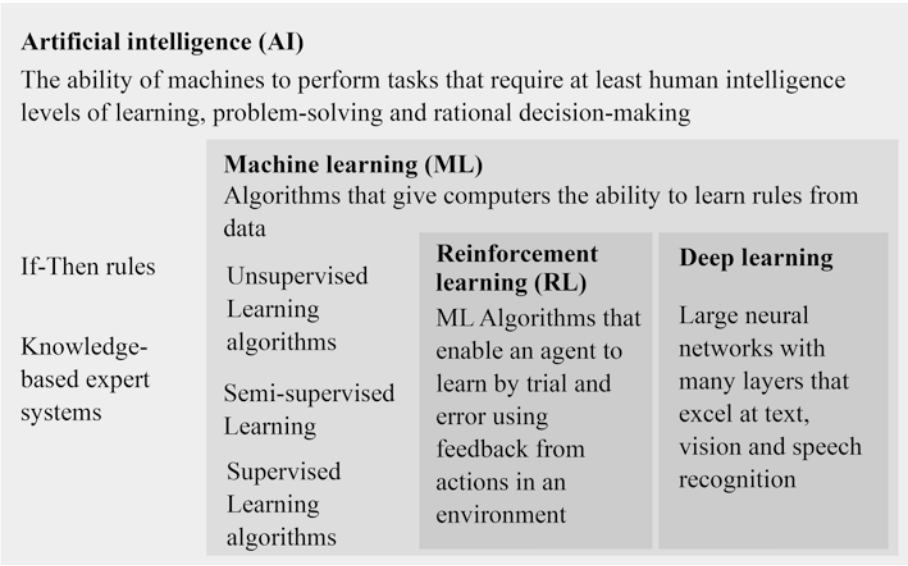 Artificial intelligence (AI)
The ability of machines to perform tasks that require at least human intelligence
levels of learning, problem-solving and rational decision-making
If-Then rules
Knowledge-
based expert
systems
Machine learning (ML)
Algorithms that give computers the ability to learn rules from
data
Unsupervised
Learning
algorithms
Semi-supervised
Learning
Supervised
Learning
algorithms
Reinforcement
learning (RL)
ML Algorithms that
enable an agent to
learn by trial and
error using
feedback from
actions in an
environment
Deep learning
Large neural
networks with
many layers that
excel at text,
vision and speech
recognition